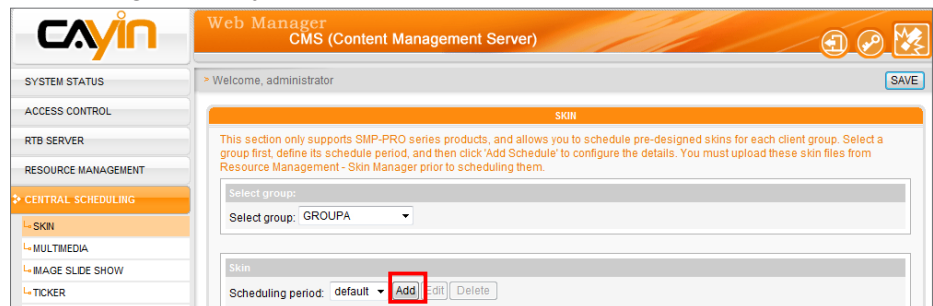 CAYin
Web Manager
CMS (Content Management Server)
SYSTEM STATUS
> Welcome, administrator
SAVE
ACCESS CONTROL
RTB SERVER
RESOURCE MANAGEMENT
CENTRAL SCHEDULING
SKIN
MULTIMEDIA
IMAGE SLIDE SHOW
TICKER
SKIN
This section only supports SMP-PRO series products, and allows you to schedule pre-designed skins for each client group. Select a
group first, define its schedule period, and then click 'Add Schedule' to configure the details. You must upload these skin files from
Resource Management - Skin Manager prior to scheduling them.
Select group:
Select group: GROUPA
Skin
Scheduling period: default Add Edit Delete